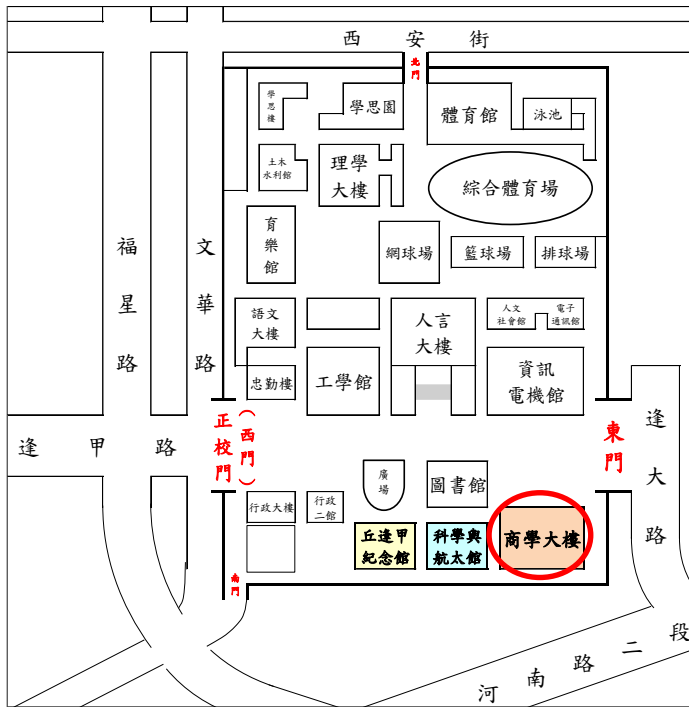 西安街
北門
學思樓
學思園
體育館
泳池
土木
水利館
理學
大樓
綜合體育場
育樂館
網球場
籃球場
排球場
福星路
文華路
語文
大樓
人言
大樓
人文
社會館
電子
通訊館
忠勤樓
工學館
資訊
電機館
逢甲路
正校門
(西門)
東門
逢大路
廣場
圖書館
行政大樓
行政
二館
丘逢甲
紀念館
科學與
航太館
商學大樓
南門
河南路二段